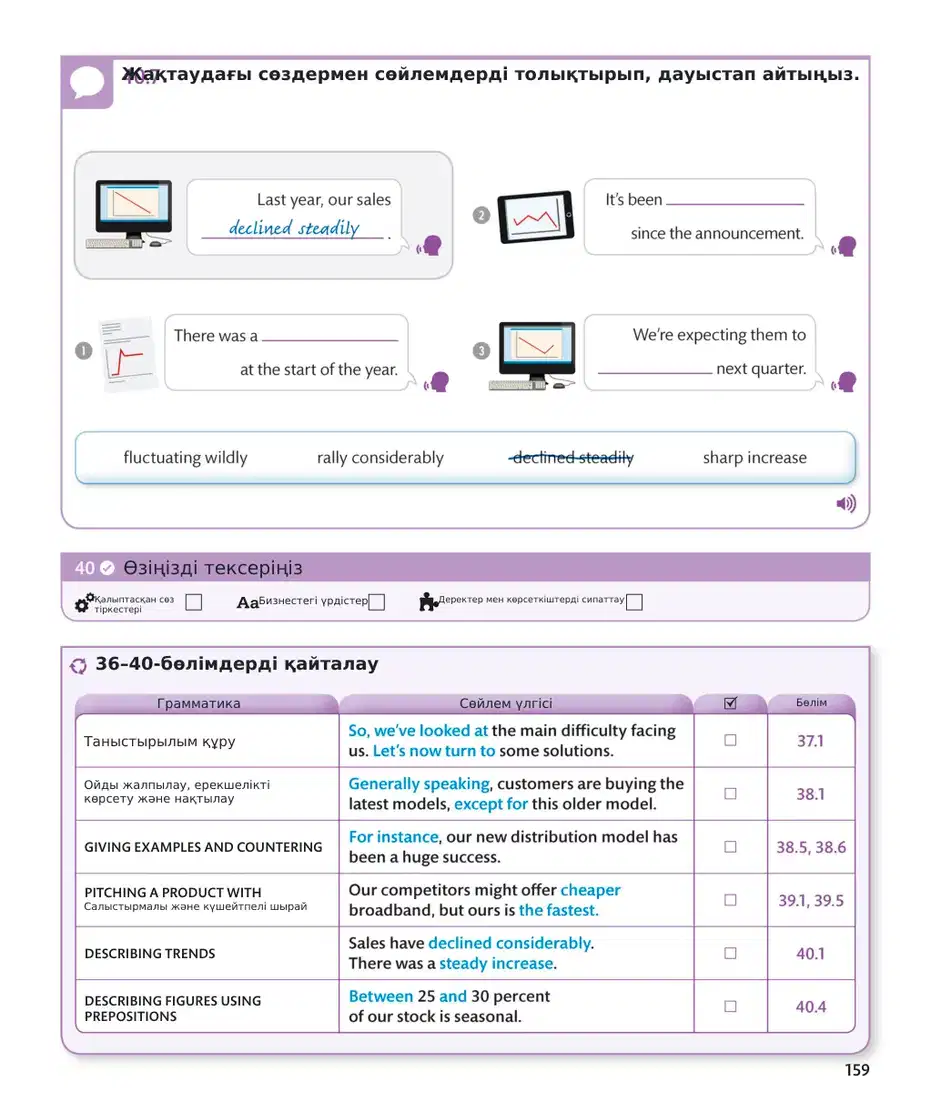 40.7 Жақтаудағы сөздермен сөйлемдерді толықтырып, дауыстап айтыңыз.
Last year, our sales
declined steadily .
2
It’s been
since the announcement.
1
There was a
at the start of the year.
3
We’re expecting them to
next quarter.
fluctuating wildly rally considerably declined steadily sharp increase
40 Өзіңізді тексеріңіз
Қалыптасқан сөз
тіркестері
Aa Бизнестегі үрдістер
Деректер мен көрсеткіштерді сипаттау
36–40-бөлімдерді қайталау
Грамматика Сөйлем үлгісі Бөлім
Таныстырылым құру
So, we’ve looked at the main difficulty facing
us. Let’s now turn to some solutions.
37.1
Ойды жалпылау, ерекшелікті
көрсету және нақтылау
Generally speaking, customers are buying the
latest models, except for this older model.
38.1
GIVING EXAMPLES AND COUNTERING
For instance, our new distribution model has
been a huge success.
38.5, 38.6
PITCHING A PRODUCT WITH
Салыстырмалы және күшейтпелі шырай
Our competitors might offer cheaper
broadband, but ours is the fastest.
39.1, 39.5
DESCRIBING TRENDS
Sales have declined considerably.
There was a steady increase.
40.1
DESCRIBING FIGURES USING
PREPOSITIONS
Between 25 and 30 percent
of our stock is seasonal.
40.4
159